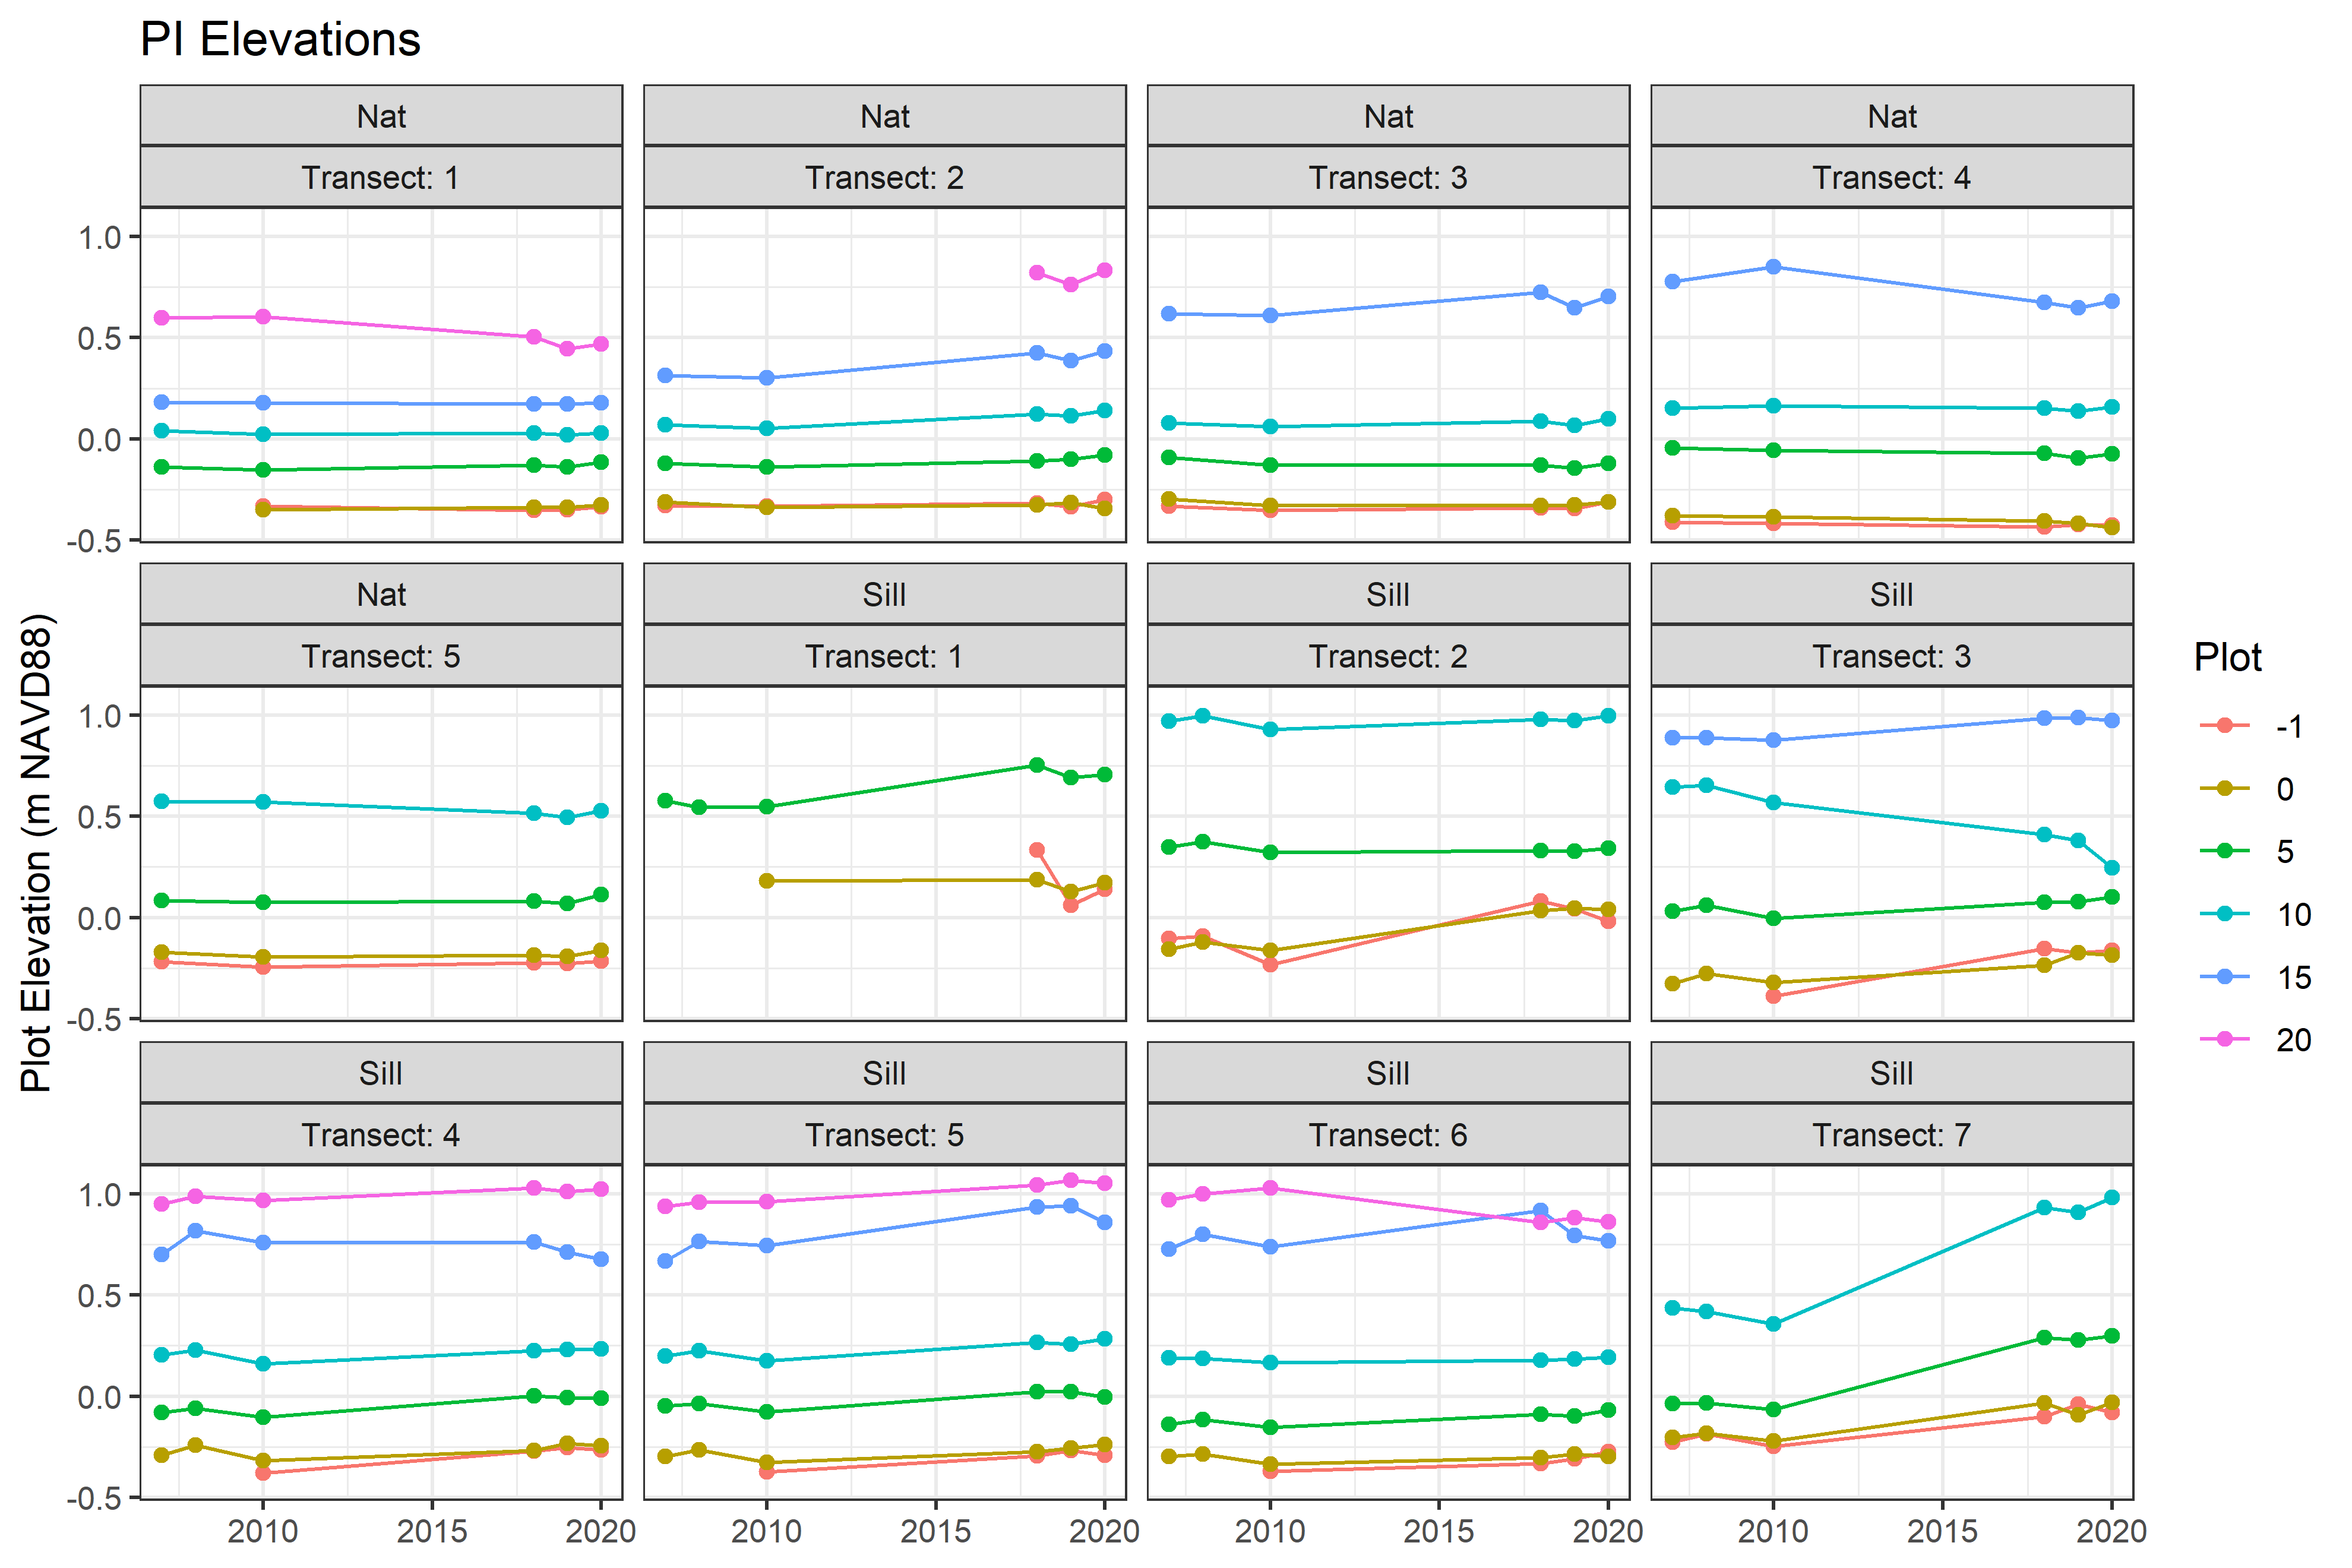 PI Elevations
Nat
Nat
Nat
Nat
Transect: 1
Transect: 2
Transect: 3
Transect: 4
1.0
0.5
0.0
-0.5
Nat
Sill
Sill
Sill
Transect: 5
Transect: 1
Transect: 2
Transect: 3
1.0
0.5
0.0
-0.5
Sill
Sill
Sill
Sill
Transect: 4
Transect: 5
Transect: 6
Transect: 7
1.0
0.5
0.0
-0.5
2010 2015 2020
2010 2015 2020
2010 2015 2020
2010 2015 2020
Plot Elevation (m NAVD88)
Plot
-1
0
5
10
15
20